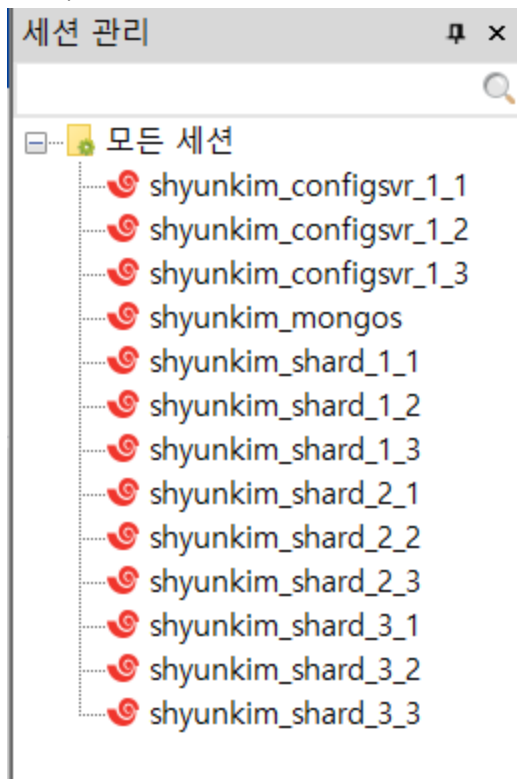 세션 관리
모든 세션
shyunkim_configsvr_1_1
shyunkim_configsvr_1_2
shyunkim_configsvr_1_3
shyunkim_mongos
shyunkim_shard_1_1
shyunkim_shard_1_2
shyunkim_shard_1_3
shyunkim_shard_2_1
shyunkim_shard_2_2
shyunkim_shard_2_3
shyunkim_shard_3_1
shyunkim_shard_3_2
shyunkim_shard_3_3